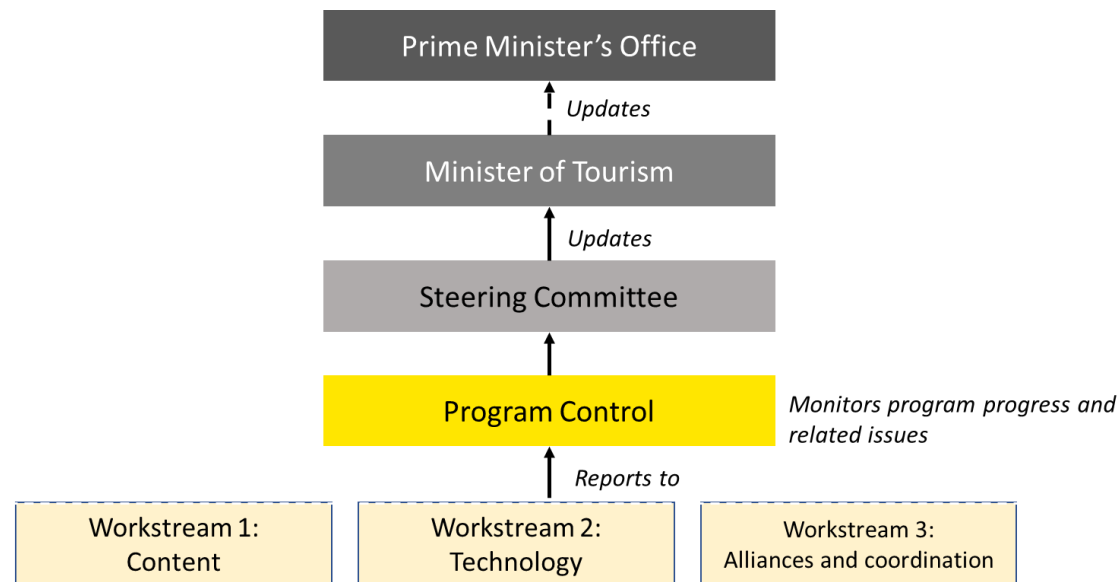 Prime Minister’s Office
Updates
Minister of Tourism
Updates
Steering Committee
Program Control
Monitors program progress and
related issues
Reports to
Workstream 1:
Content
Workstream 2:
Technology
Workstream 3:
Alliances and coordination